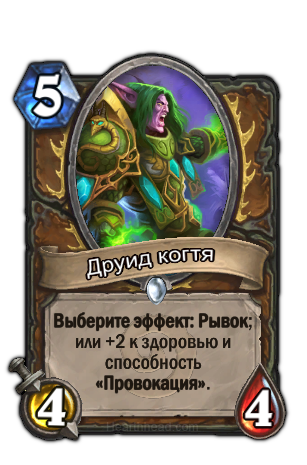 5
Друид когтя
Выберите эффект: Рывок;
или +2 к здоровью и
способность
«Провокация».
4
4